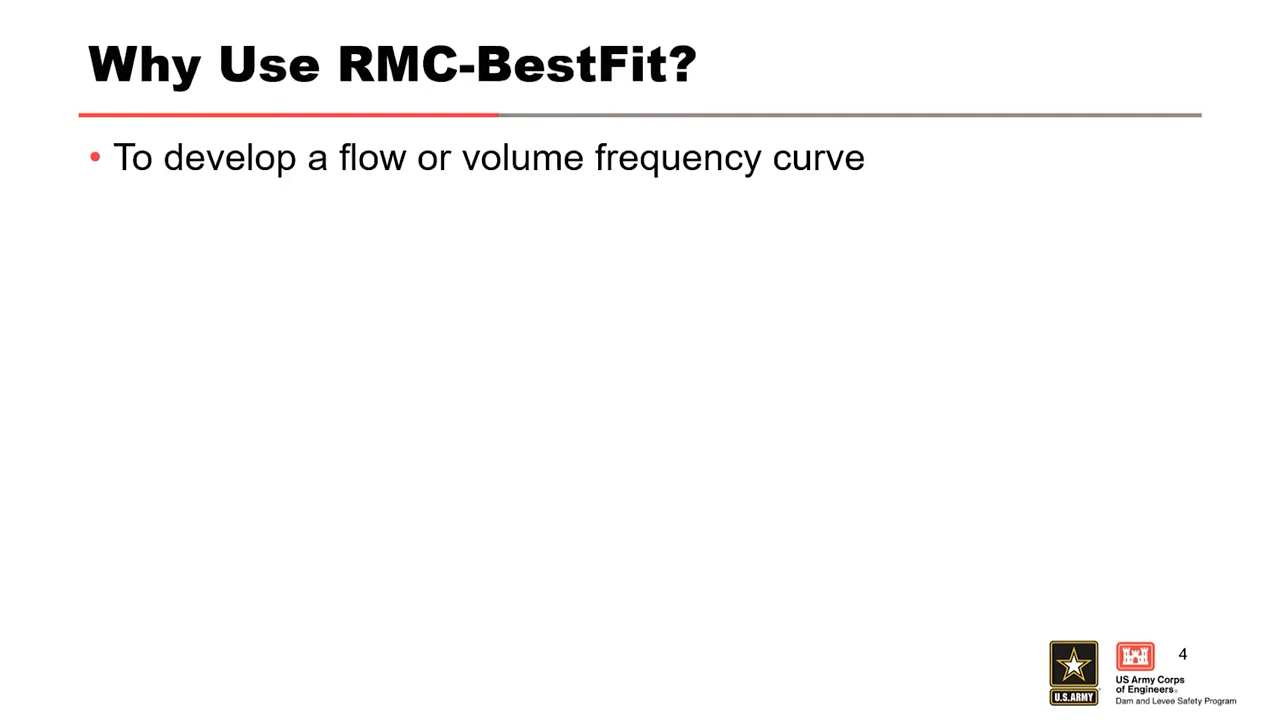 Why Use RMC-BestFit?
• To develop a flow or volume frequency curve
4
U.S.ARMY
US Army Corps
of Engineers®
Dam and Levee Safety Program